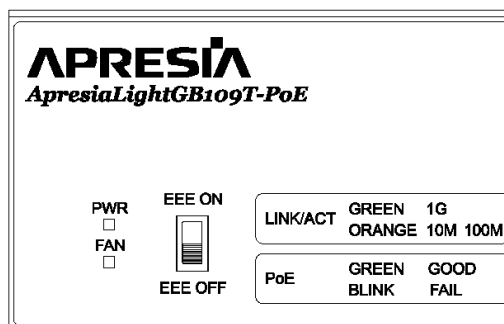 APRESIA
ApresiaLightGB109T-PoE
PWR
FAN
EEE ON
EEE OFF
LINK/ACT GREEN 1G
ORANGE 10M 100M
PoE GREEN GOOD
BLINK FAIL